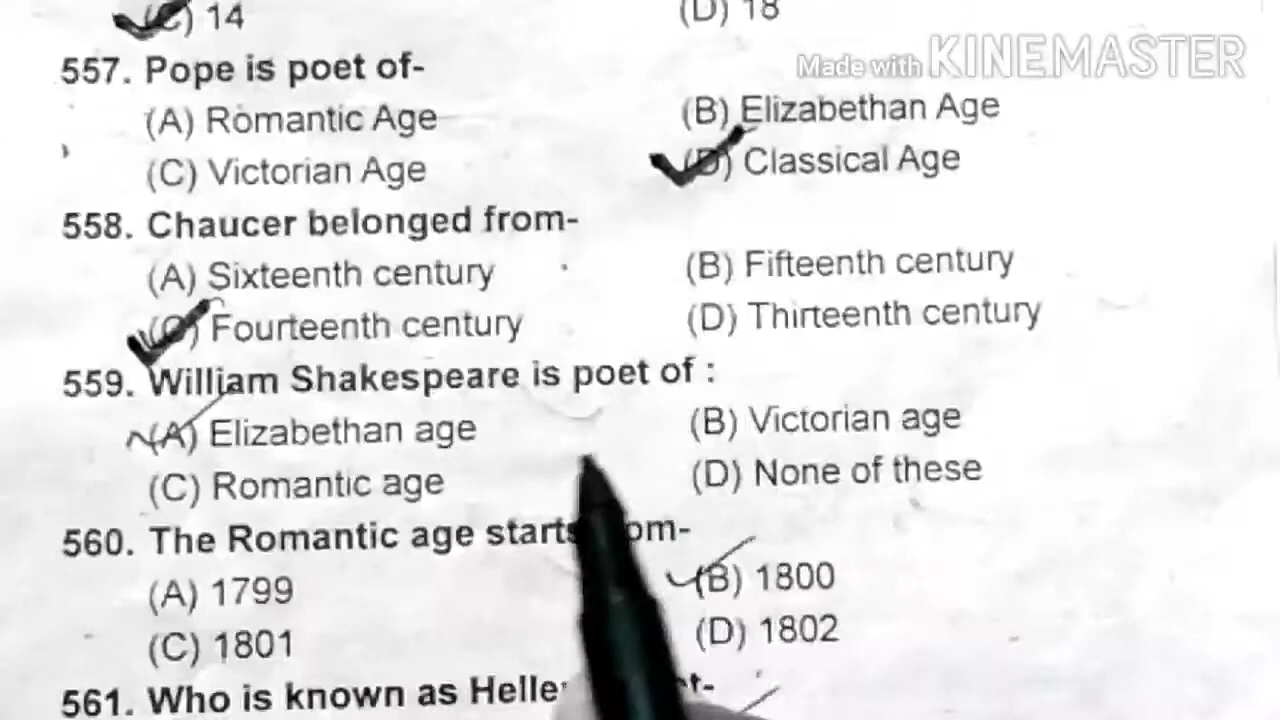 (C) 14 (D) 18
Made with KINEMASTER
557. Pope is poet of-
(A) Romantic Age (B) Elizabethan Age
(C) Victorian Age (D) Classical Age
558. Chaucer belonged from-
(A) Sixteenth century (B) Fifteenth century
(C) Fourteenth century (D) Thirteenth century
559. William Shakespeare is poet of :
(A) Elizabethan age (B) Victorian age
(C) Romantic age (D) None of these
560. The Romantic age starts
(A) 1799 (B) 1800
(C) 1801 (D) 1802
561. Who is known as